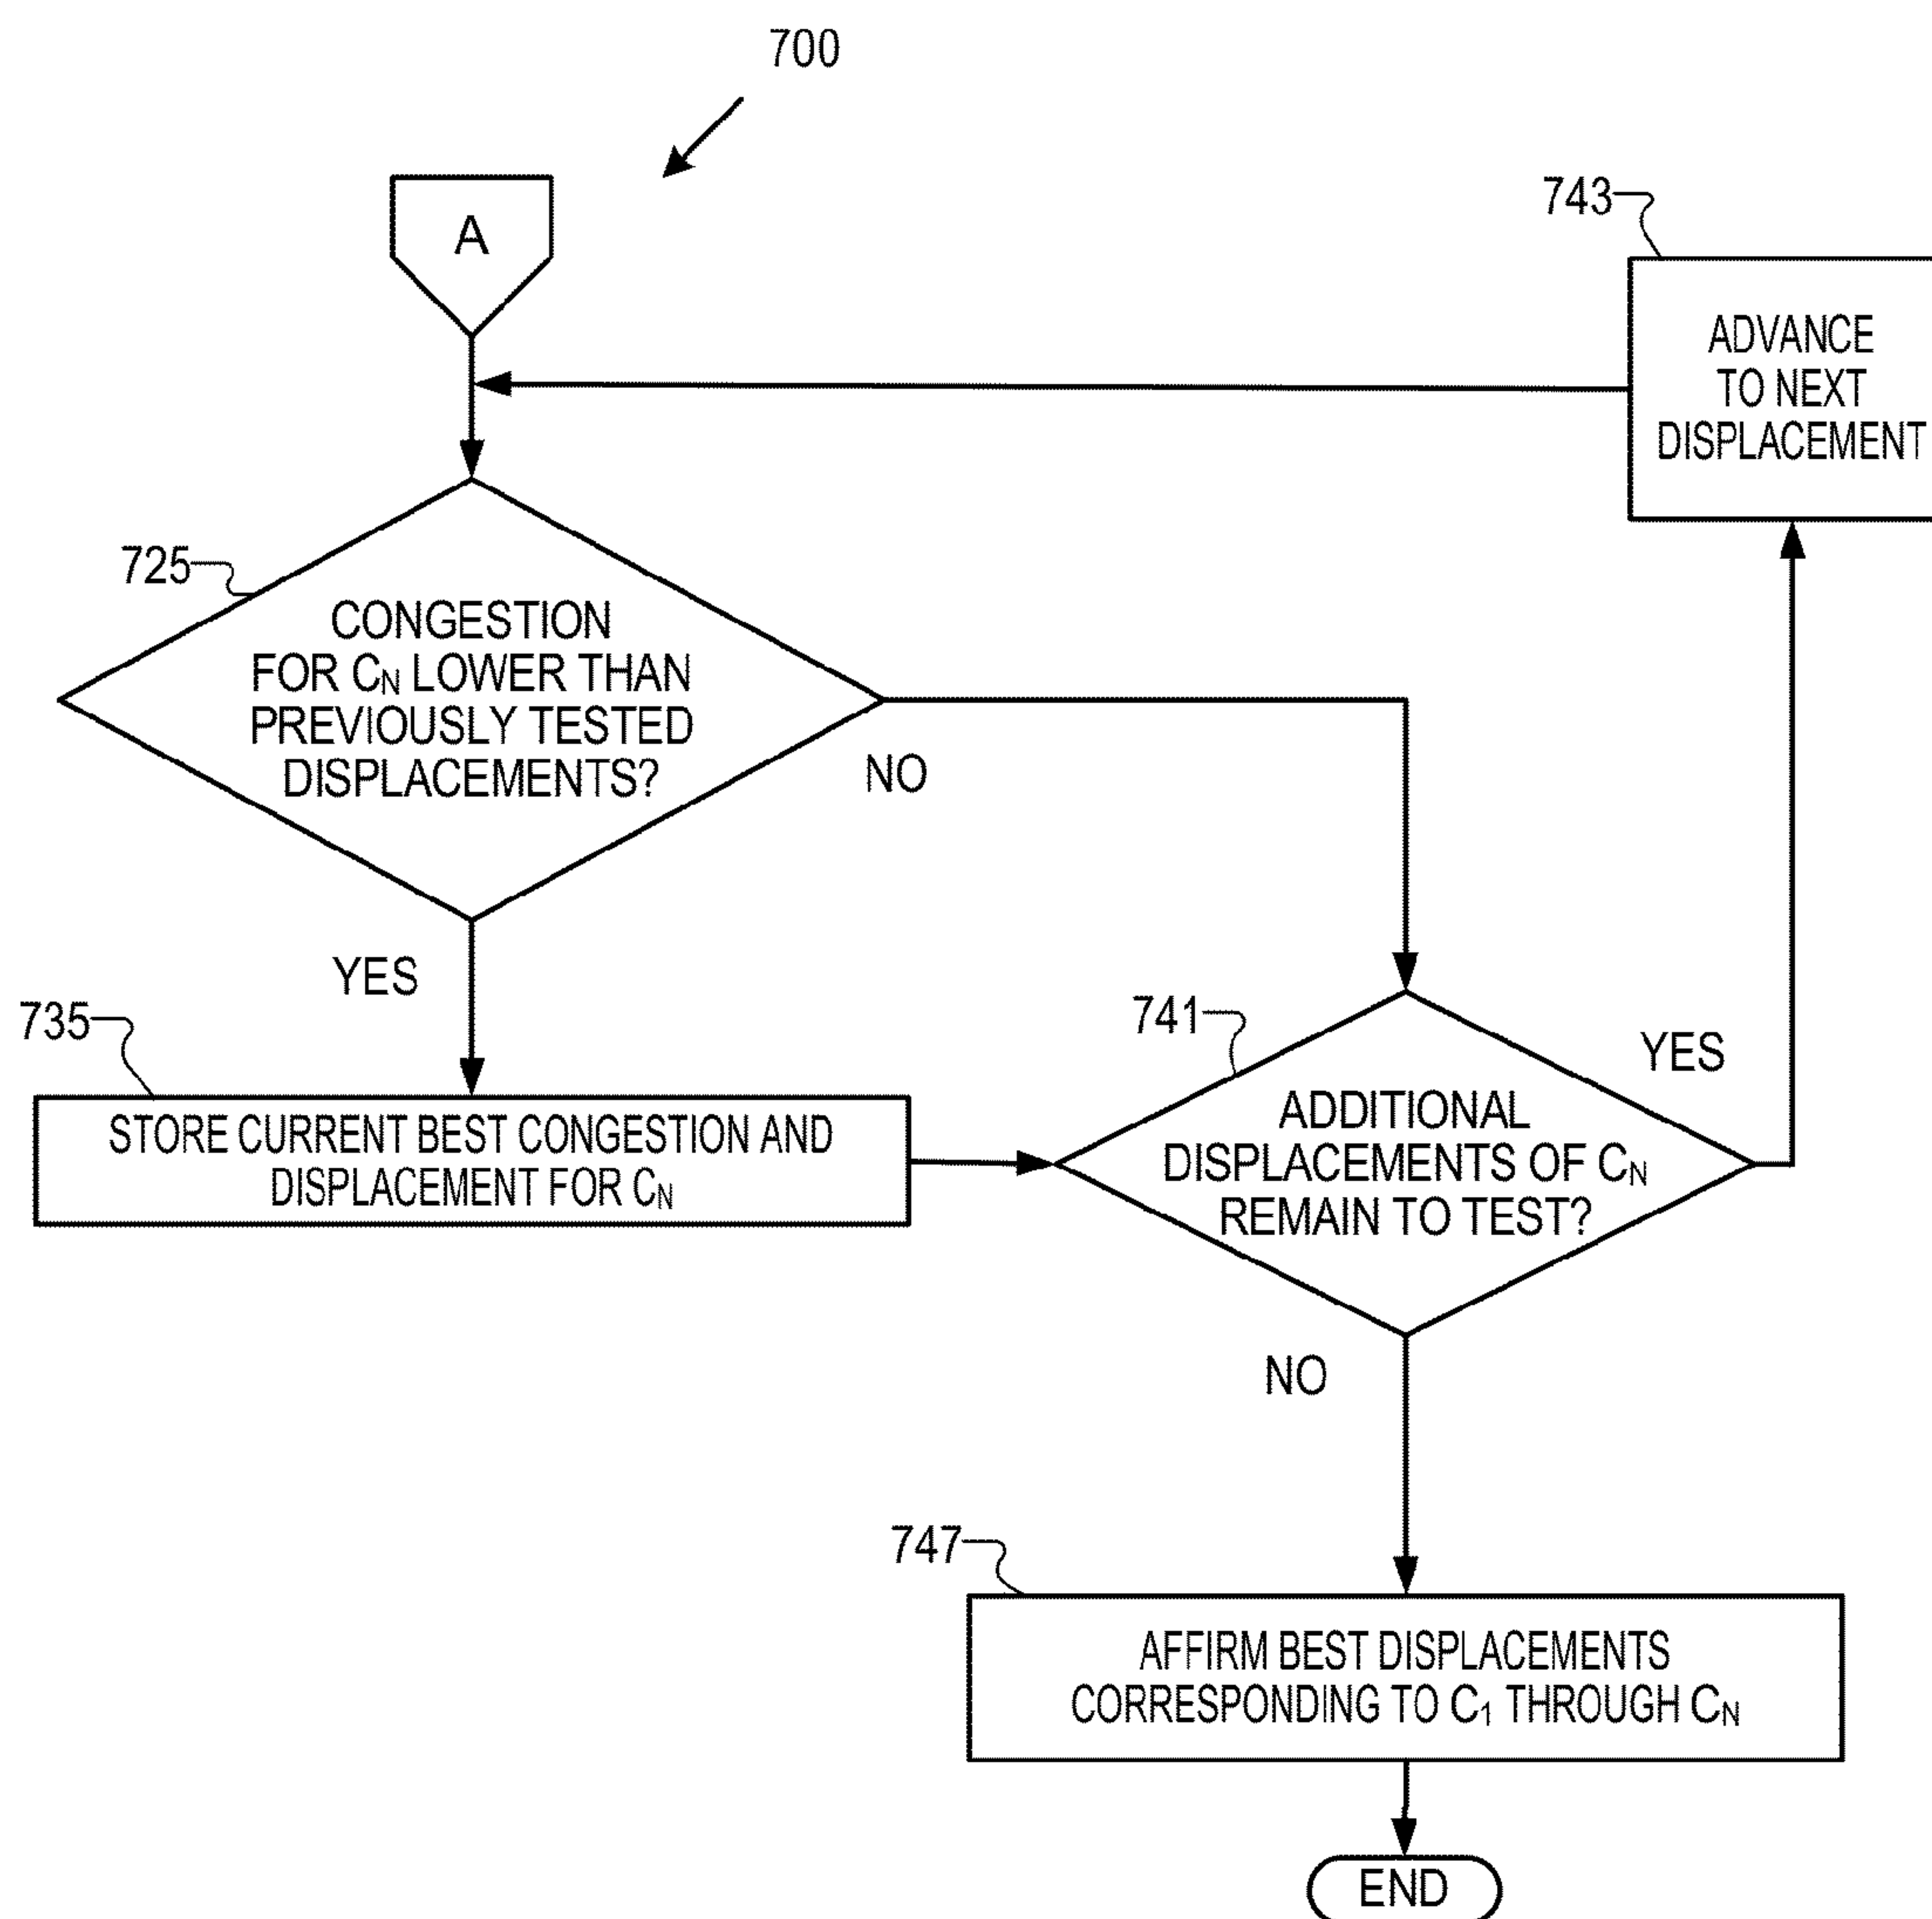 700
A
743
ADVANCE
TO NEXT
DISPLACEMENT
725
CONGESTION
FOR CN LOWER THAN
PREVIOUSLY TESTED
DISPLACEMENTS?
NO
YES
735
STORE CURRENT BEST CONGESTION AND
DISPLACEMENT FOR CN
741
YES
ADDITIONAL
DISPLACEMENTS OF CN
REMAIN TO TEST?
NO
747
AFFIRM BEST DISPLACEMENTS
CORRESPONDING TO C1 THROUGH CN
END